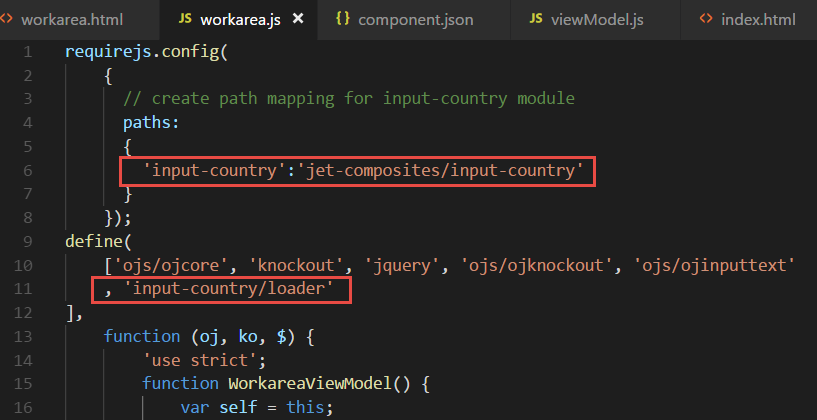 <> workarea.html JS workarea.js × {} component.json JS viewModel.js <> index.html
1 requirejs.config(
2 {
3 // create path mapping for input-country module
4 paths:
5 {
6 'input-country':'jet-composites/input-country'
7 }
8 });
9 define(
10 ['ojs/ojcore', 'knockout', 'jquery', 'ojs/ojknockout', 'ojs/ojinputtext'
11 , 'input-country/loader'
12 ],
13 function (oj, ko, $) {
14 'use strict';
15 function WorkareaViewModel() {
16 var self = this;